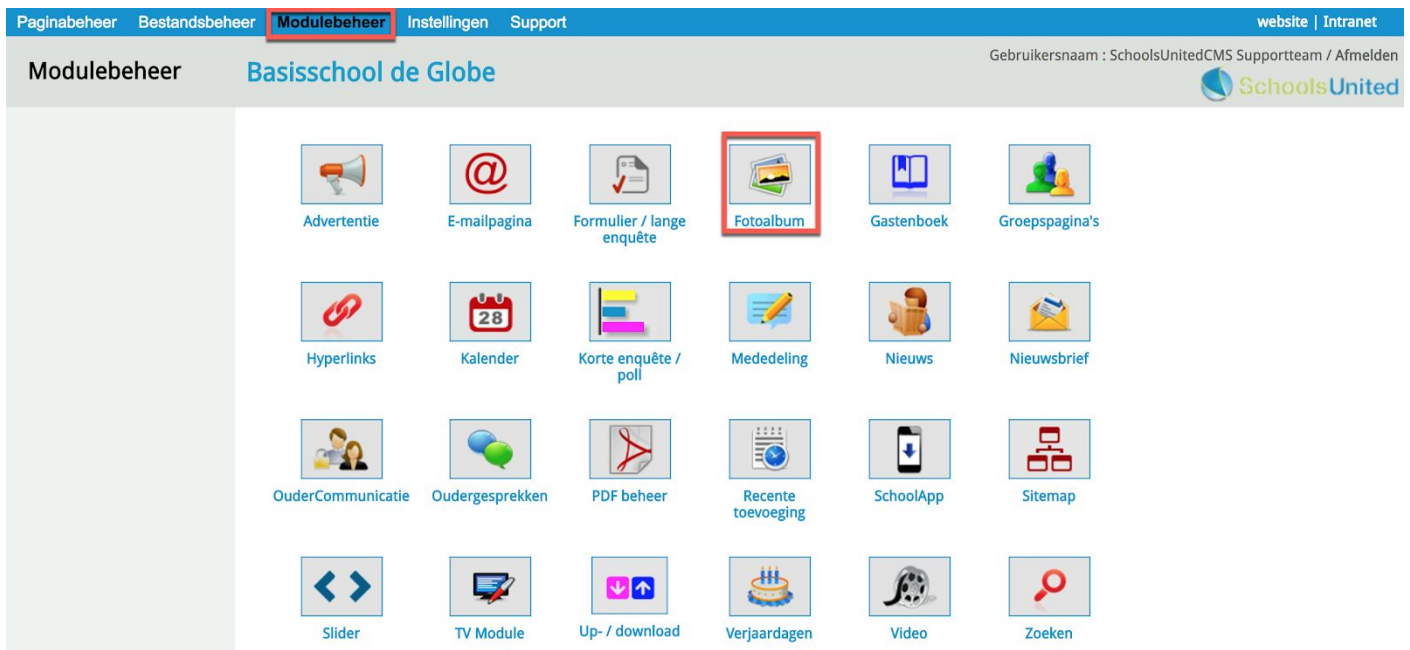 Paginabeheer Bestandsbeheer Modulebeheer Instellingen Support website | Intranet
Gebruikersnaam : SchoolsUnitedCMS Supportteam / Afmelden
Modulebeheer Basisschool de Globe
SchoolsUnited
Advertentie E-mailpagina Formulier / lange enquête Fotoalbum Gastenboek Groepspagina's
28
Hyperlinks Kalender Korte enquête / poll Mededeling Nieuws Nieuwsbrief
OuderCommunicatie Oudergesprekken PDF beheer Recente toevoeging SchoolApp Sitemap
Slider TV Module Up- / download Verjaardagen Video Zoeken